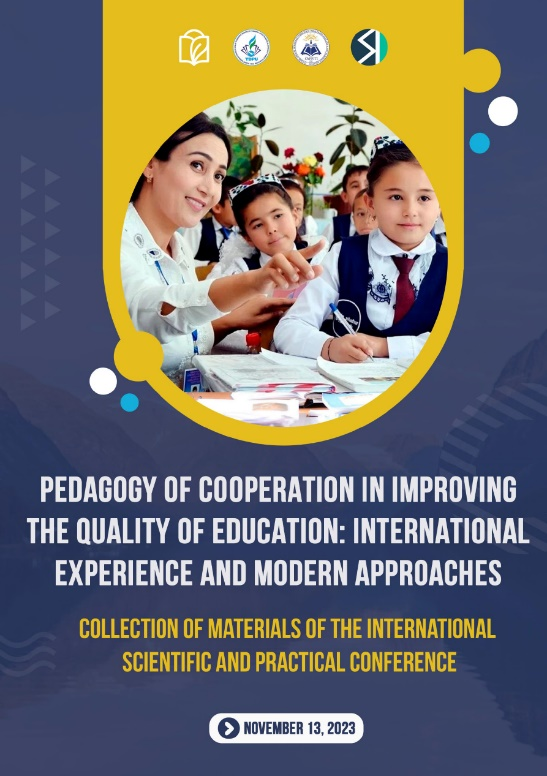 PEDAGOGY OF COOPERATION IN IMPROVING
THE QUALITY OF EDUCATION: INTERNATIONAL
EXPERIENCE AND MODERN APPROACHES
COLLECTION OF MATERIALS OF THE INTERNATIONAL
SCIENTIFIC AND PRACTICAL CONFERENCE
NOVEMBER 13, 2023